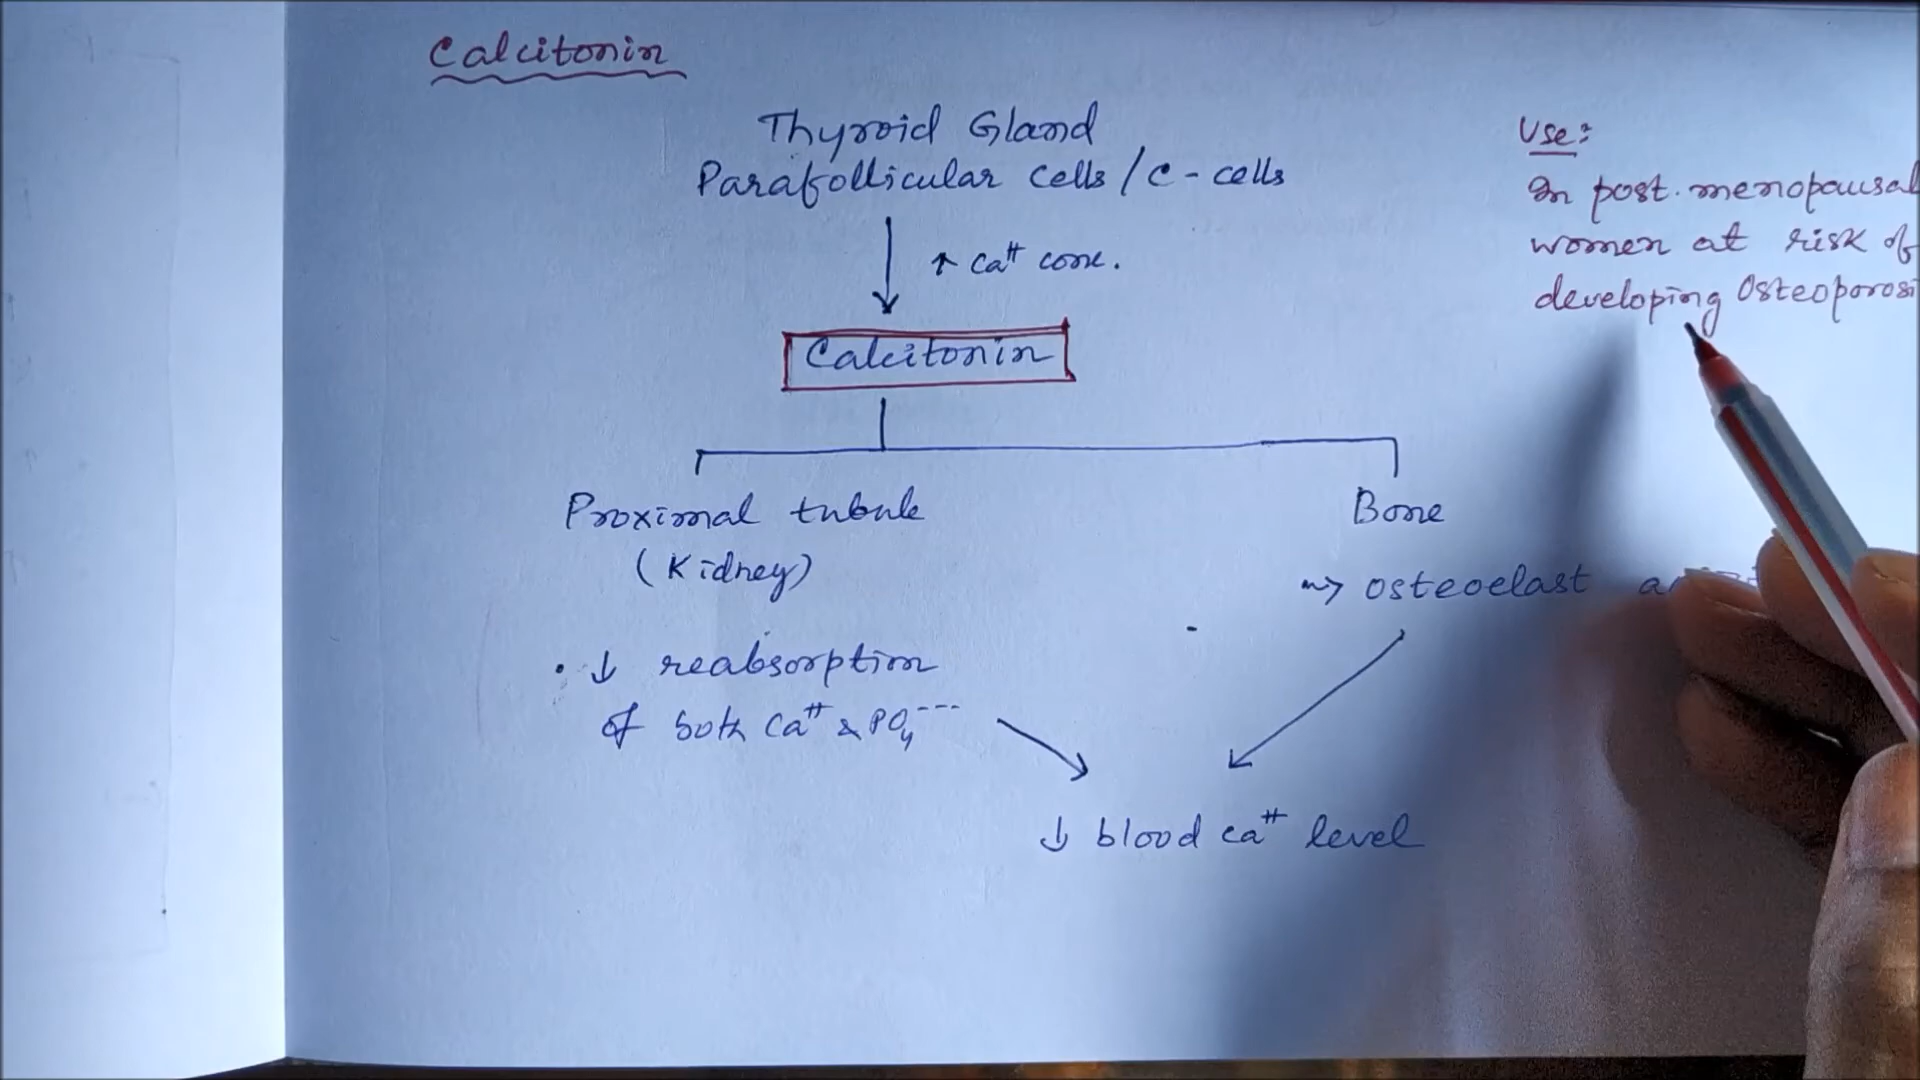 Calcitonin
Thyroid Gland
Parafollicular cells / C-cells
↑ Ca⁺⁺ conc.
Calcitonin
Proximal tubule
(Kidney)
• ↓ reabsorption
of both Ca⁺⁺ & PO₄⁻⁻⁻
Bone
⇝ osteoclast
↓ blood Ca⁺⁺ level
Use:
In post-menopausal
women at risk of
developing